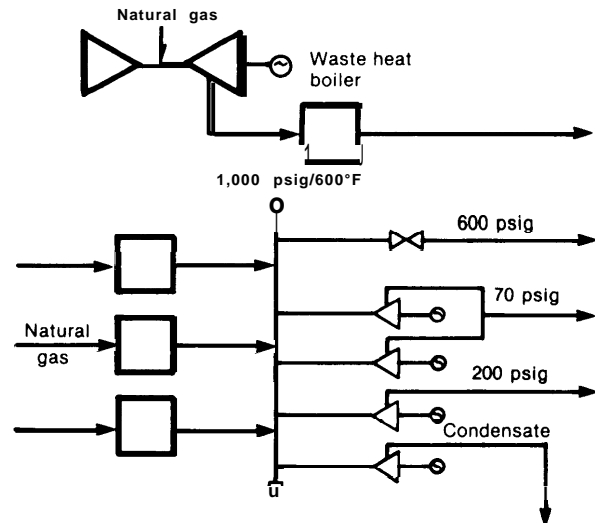 Natural gas
Waste heat
boiler
1,000 psig/600°F
600 psig
70 psig
Natural
gas
200 psig
Condensate